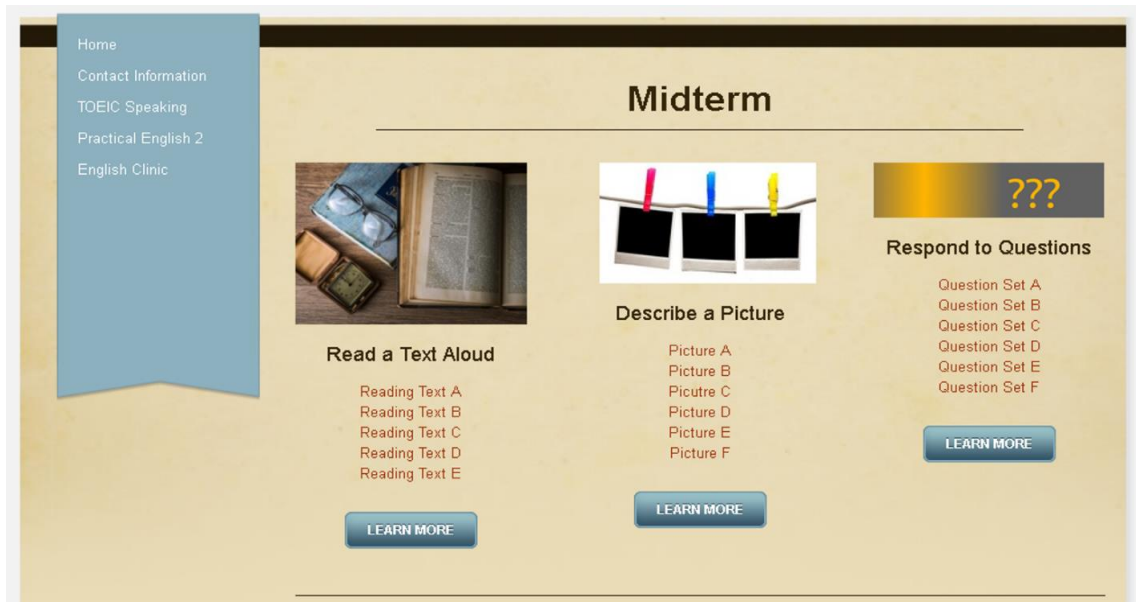 Home
Contact Information
TOEIC Speaking
Practical English 2
English Clinic
Midterm
Read a Text Aloud
Reading Text A
Reading Text B
Reading Text C
Reading Text D
Reading Text E
LEARN MORE
Describe a Picture
Picture A
Picture B
Picutre C
Picture D
Picture E
Picture F
LEARN MORE
???
Respond to Questions
Question Set A
Question Set B
Question Set C
Question Set D
Question Set E
Question Set F
LEARN MORE